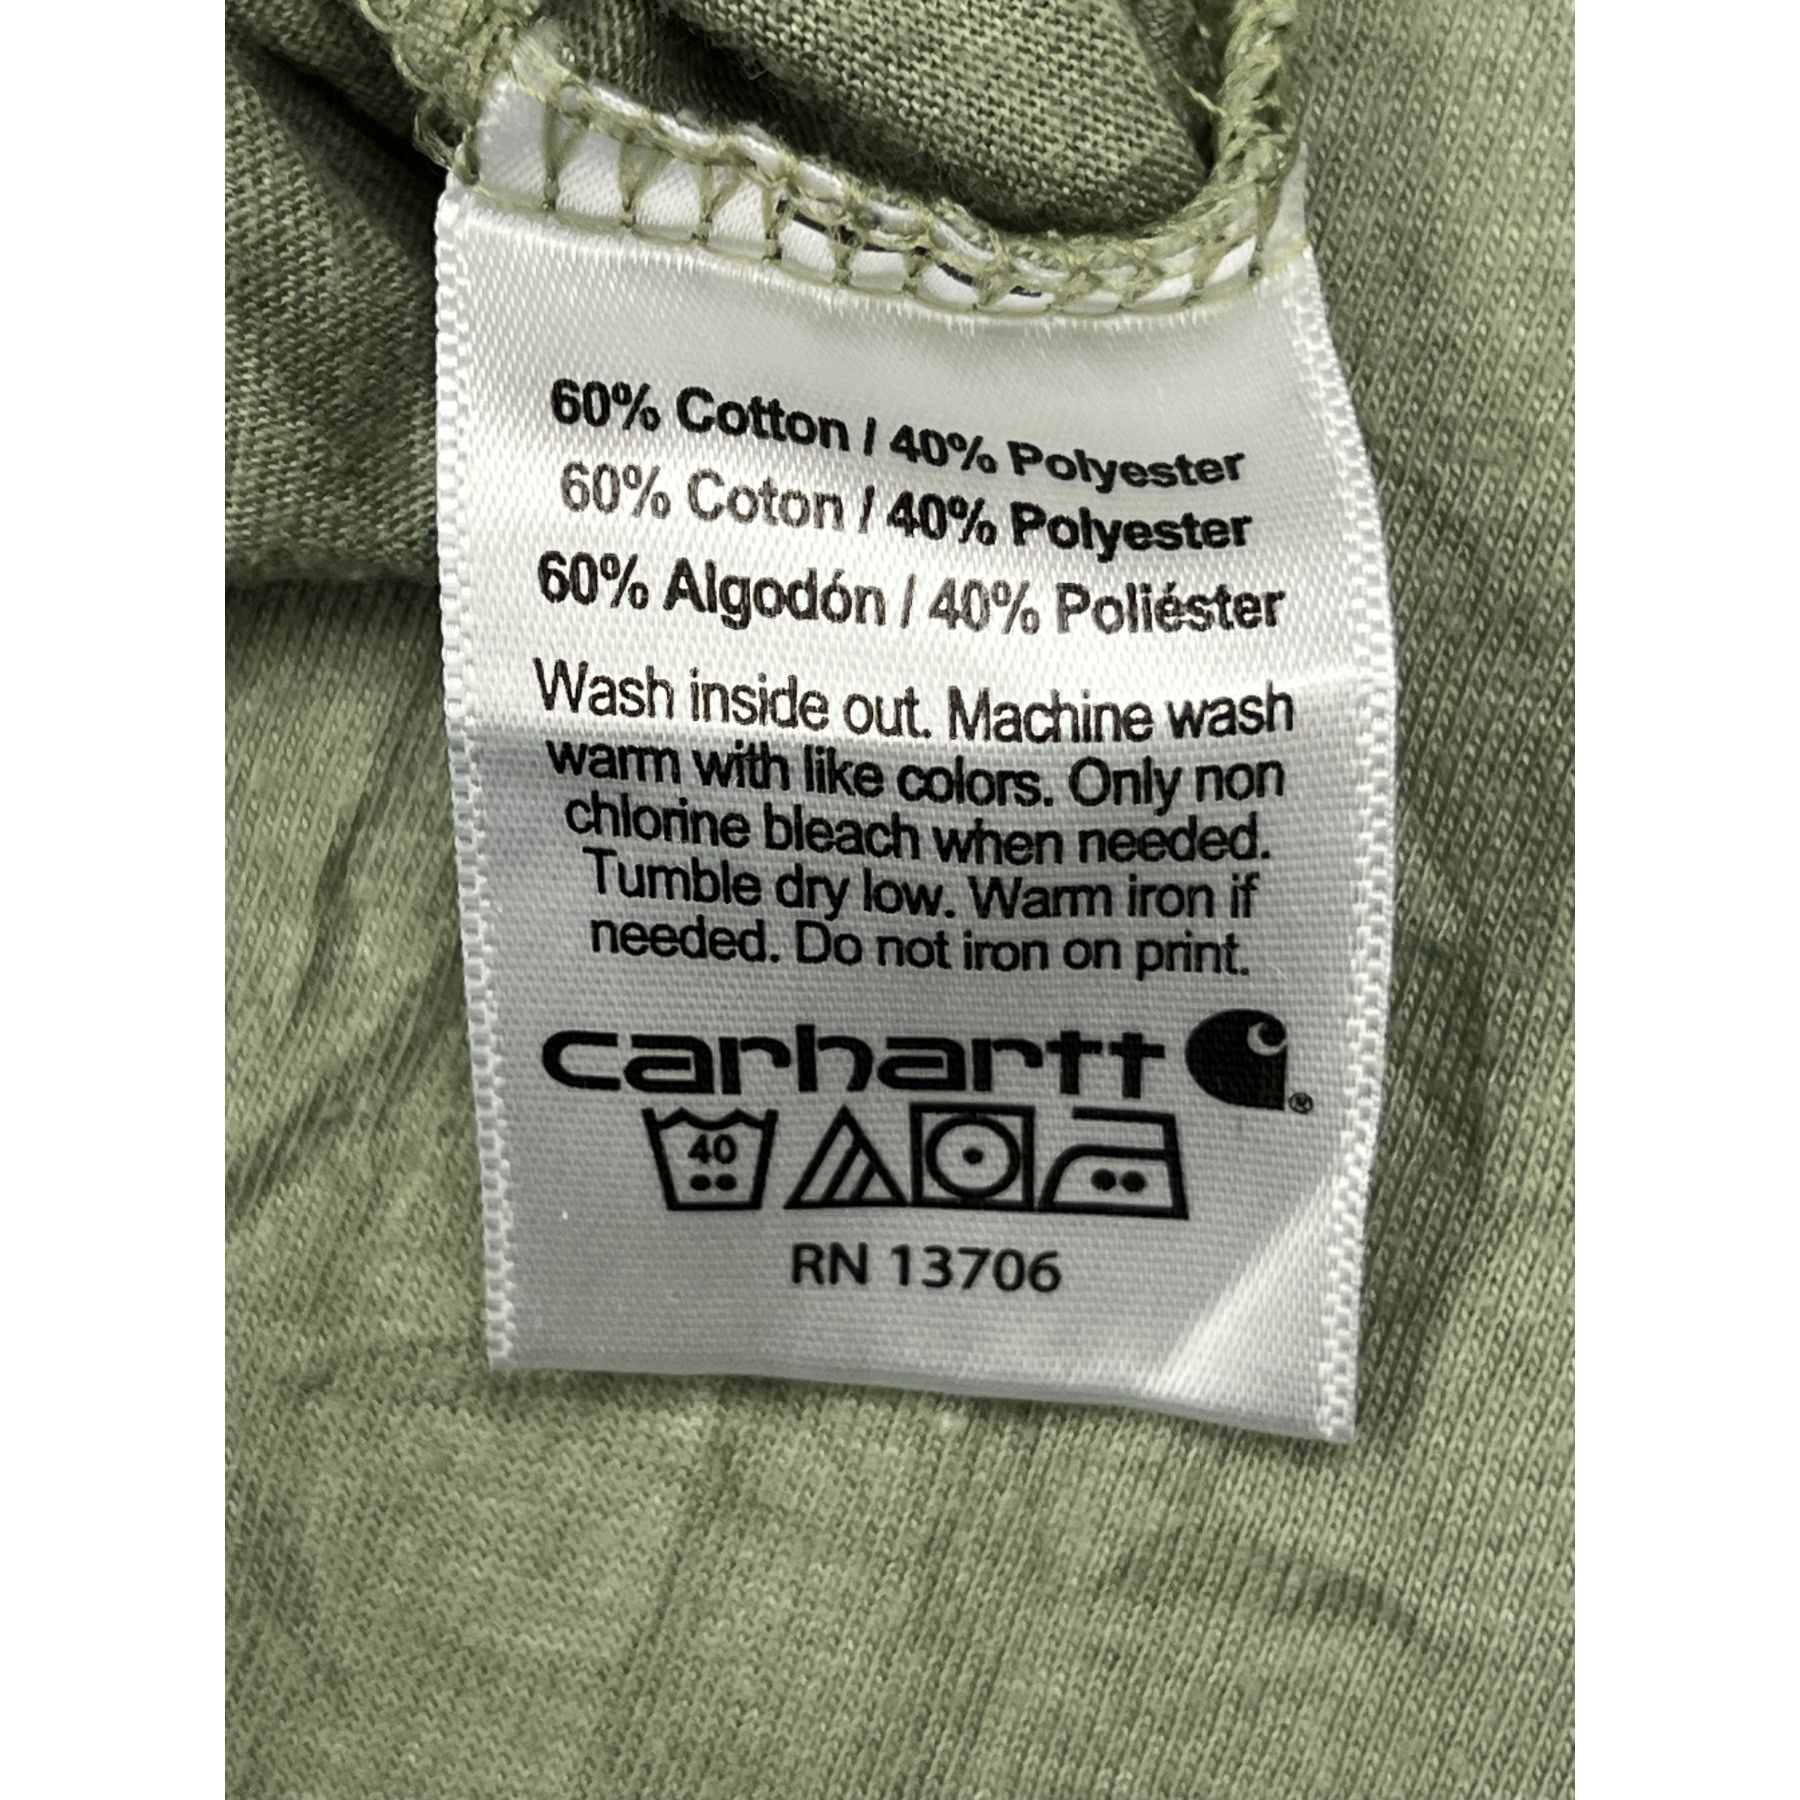 60% Cotton / 40% Polyester
60% Coton / 40% Polyester
60% Algodón / 40% Poliéster
Wash inside out. Machine wash
warm with like colors. Only non
chlorine bleach when needed.
Tumble dry low. Warm iron if
needed. Do not iron on print.
carhartt ®
40
RN 13706